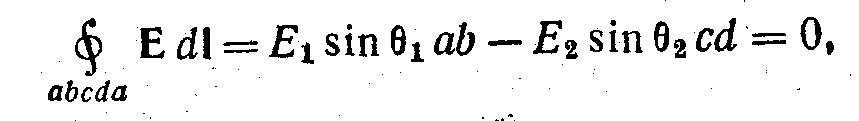 ∮ E dl = E₁ sin θ₁ ab − E₂ sin θ₂ cd = 0,
abcda